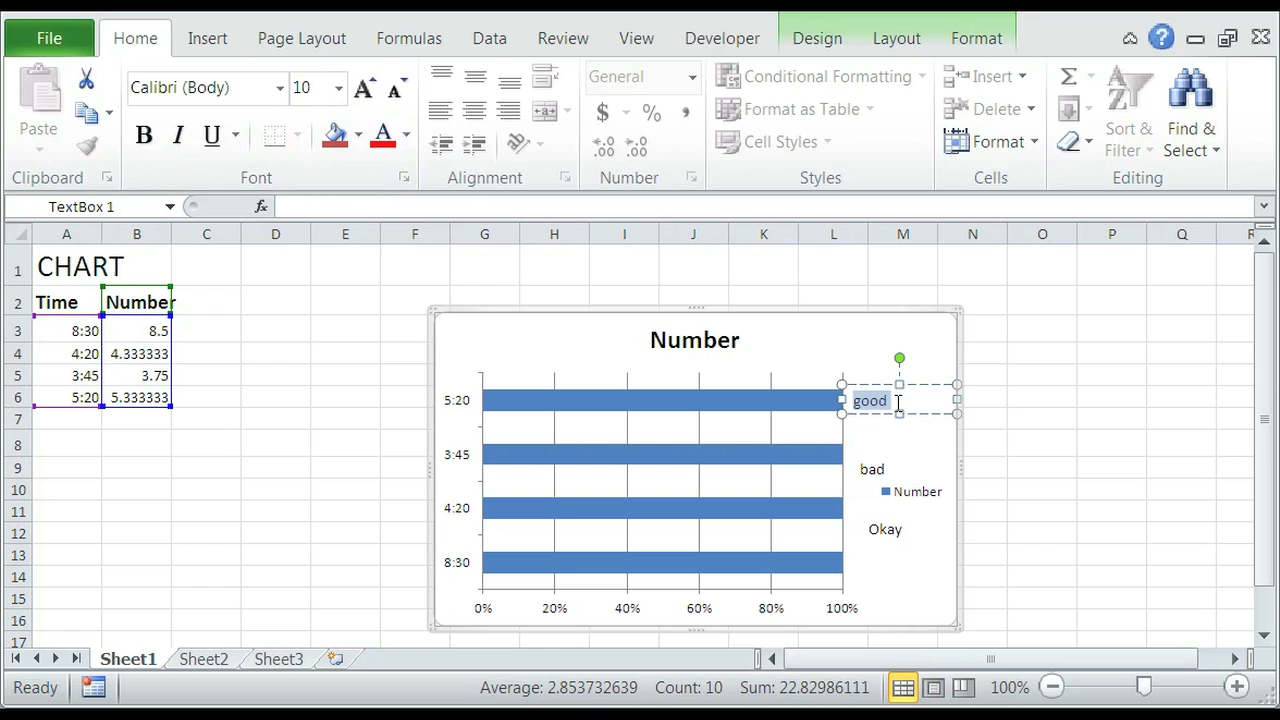 File Home Insert Page Layout Formulas Data Review View Developer Design Layout Format
Calibri (Body) 10 General Conditional Formatting Insert Σ
Paste $ % , Format as Table Delete Sort & Find &
B I U A Cell Styles Format Filter Select
Clipboard Font Alignment Number Styles Cells Editing
TextBox 1 fx
A B C D E F G H I J K L M N O P Q R
1 CHART
2 Time Number
3 8:30 8.5
4 4:20 4.333333
5 3:45 3.75
6 5:20 5.333333
7
8
9
10
11
12
13
14
15
16
17
Number
5:20 good
3:45 bad
Number
4:20 Okay
8:30
0% 20% 40% 60% 80% 100%
Sheet1 Sheet2 Sheet3
Ready Average: 2.853732639 Count: 10 Sum: 22.22986111 100%